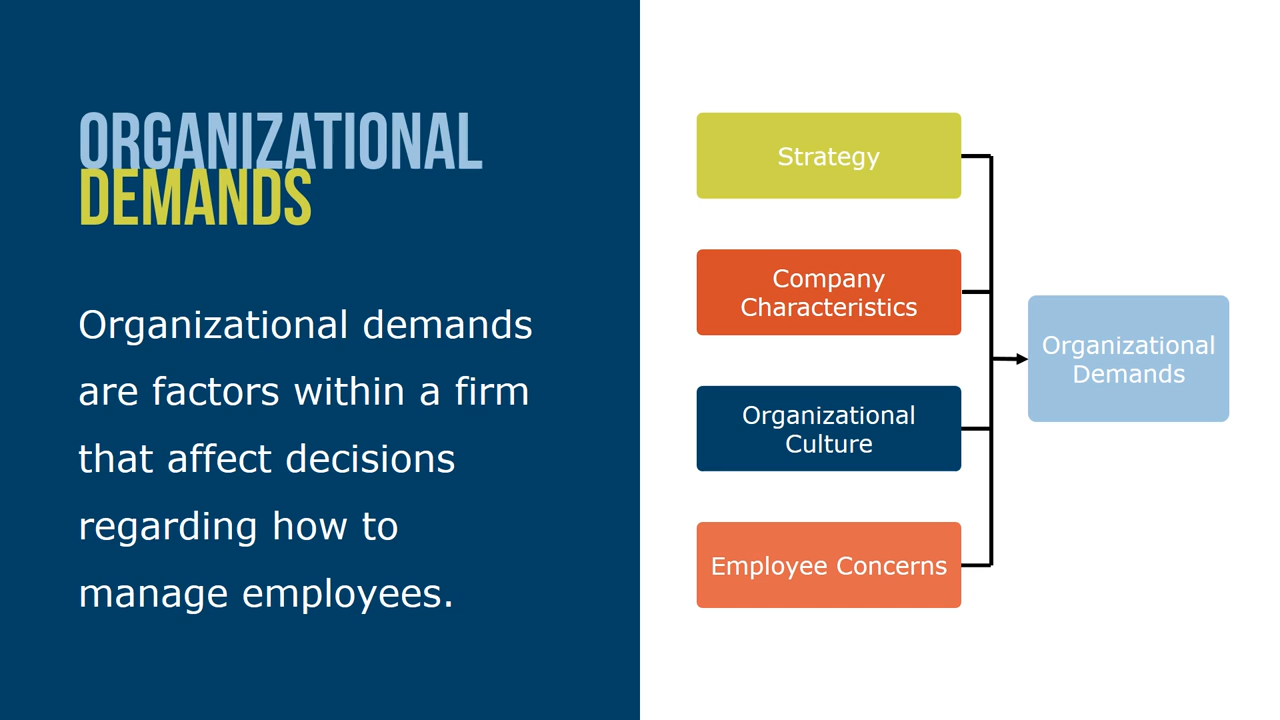 ORGANIZATIONAL
DEMANDS
Organizational demands
are factors within a firm
that affect decisions
regarding how to
manage employees.
Strategy
Company
Characteristics
Organizational
Culture
Employee Concerns
Organizational
Demands